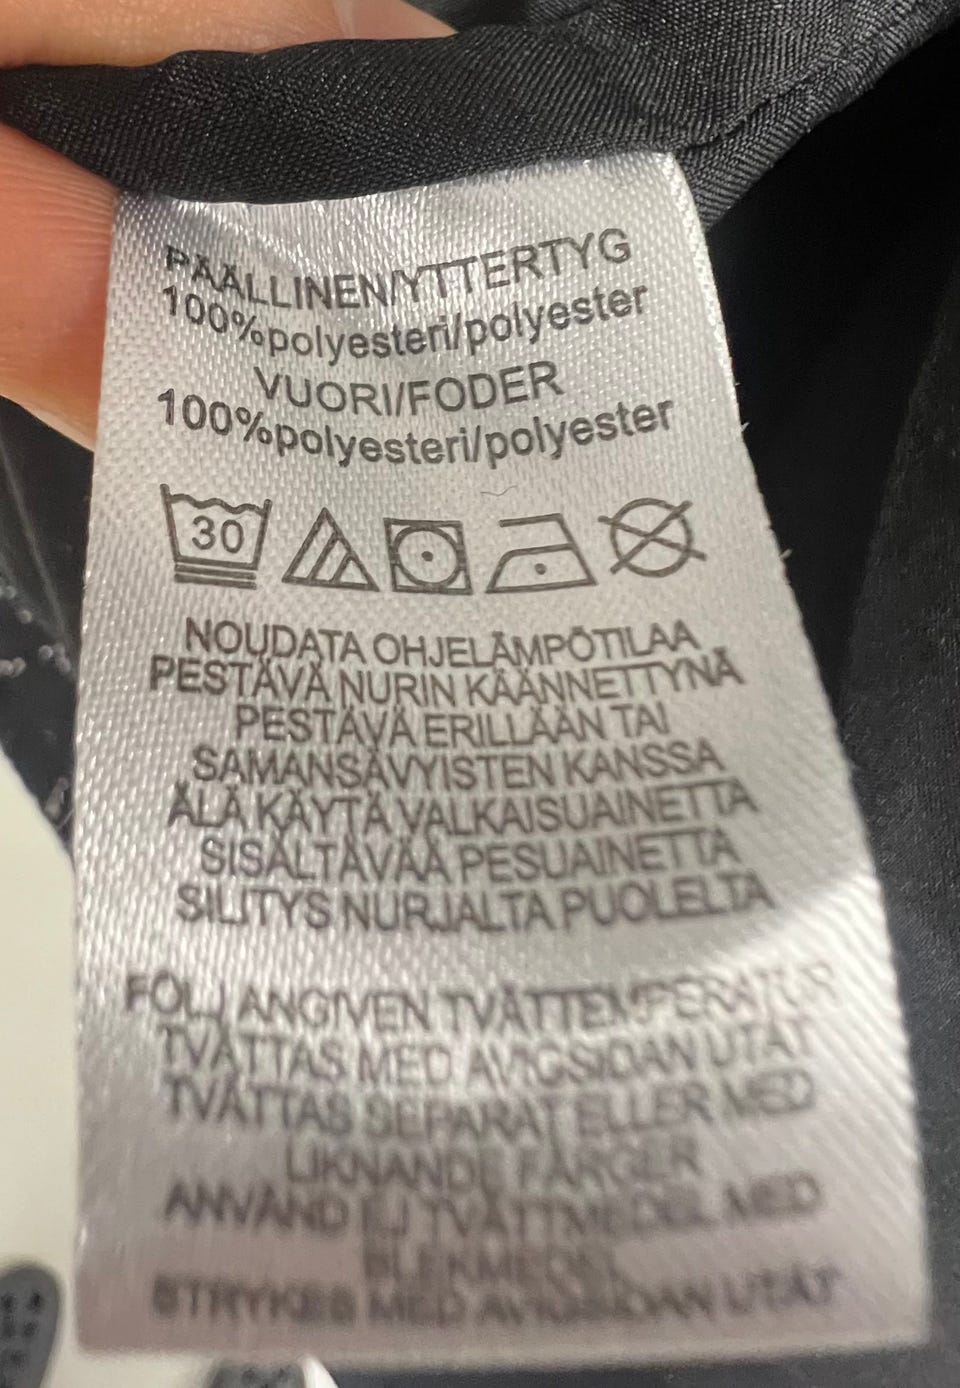 PÄÄLLINEN/YTTERTYG
100%polyesteri/polyester
VUORI/FODER
100%polyesteri/polyester
30
NOUDATA OHJELÄMPÖTILAA
PESTÄVÄ NURIN KÄÄNNETTYNÄ
PESTÄVÄ ERILLÄÄN TAI
SAMANSÄVYISTEN KANSSA
ÄLÄ KÄYTÄ VALKAISUAINETTA
SISÄLTÄVÄÄ PESUAINETTA
SILITYS NURJALTA PUOLELTA
FÖLJ ANGIVEN TVÄTTEMPERATUR
TVÄTTAS MED AVIGSIDAN UTÅT
TVÄTTAS SEPARAT ELLER MED
LIKNANDE FÄRGER
ANVÄND EJ TVÄTTMEDEL MED
BLEKMEDEL
STRYKES MED AVIGSIDAN UTÅT